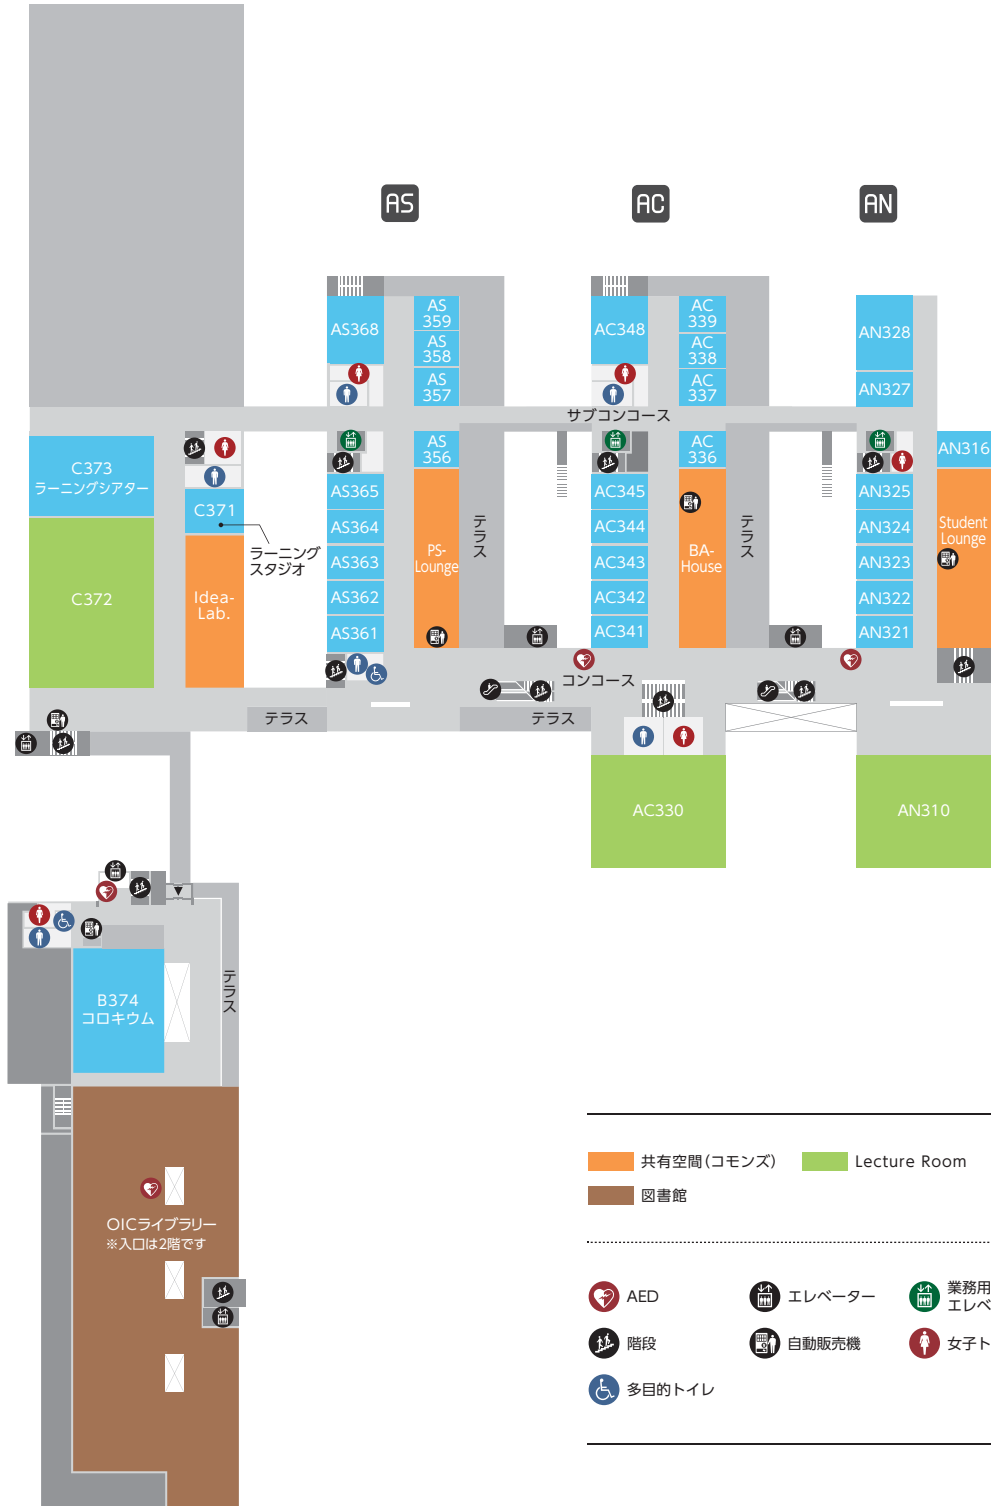 AS
AC
AN
AS368
AS
359
AS
358
AS
357
AC348
AC
339
AC
338
AC
337
AN328
AN327
サブコンコース
C373
ラーニングシアター
C372
C371
ラーニング
スタジオ
Idea-
Lab.
AS
356
AS365
AS364
AS363
AS362
AS361
PS-
Lounge
テラス
AC
336
AC345
AC344
AC343
AC342
AC341
BA-
House
テラス
AN316
AN325
AN324
AN323
AN322
AN321
Student
Lounge
コンコース
テラス
テラス
AC330
AN310
B374
コロキウム
テラス
OICライブラリー
※入口は2階です
共有空間(コモンズ)
Lecture Room
図書館
AED
エレベーター
業務用
エレベ
階段
自動販売機
女子ト
多目的トイレ